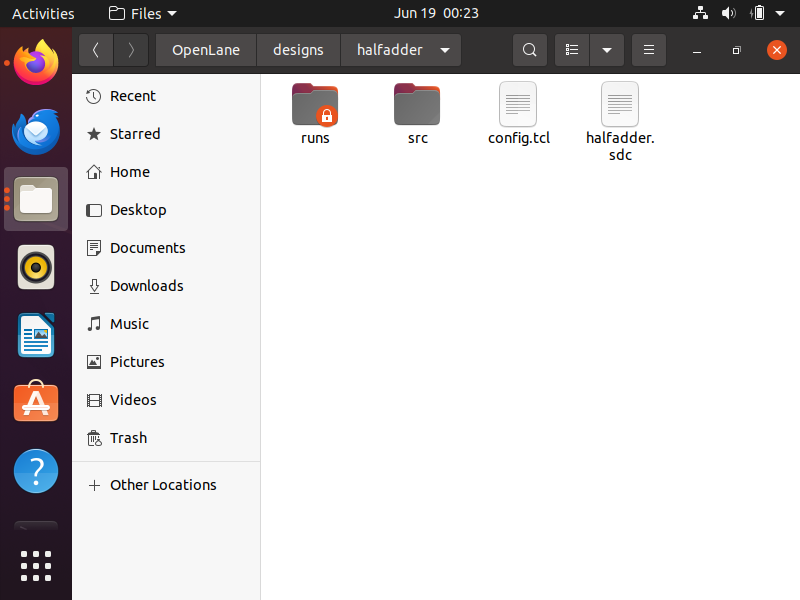 Activities
Files
Jun 19 00:23
OpenLane
designs
halfadder
Recent
Starred
Home
Desktop
Documents
Downloads
Music
Pictures
Videos
Trash
Other Locations
runs
src
config.tcl
halfadder.
sdc